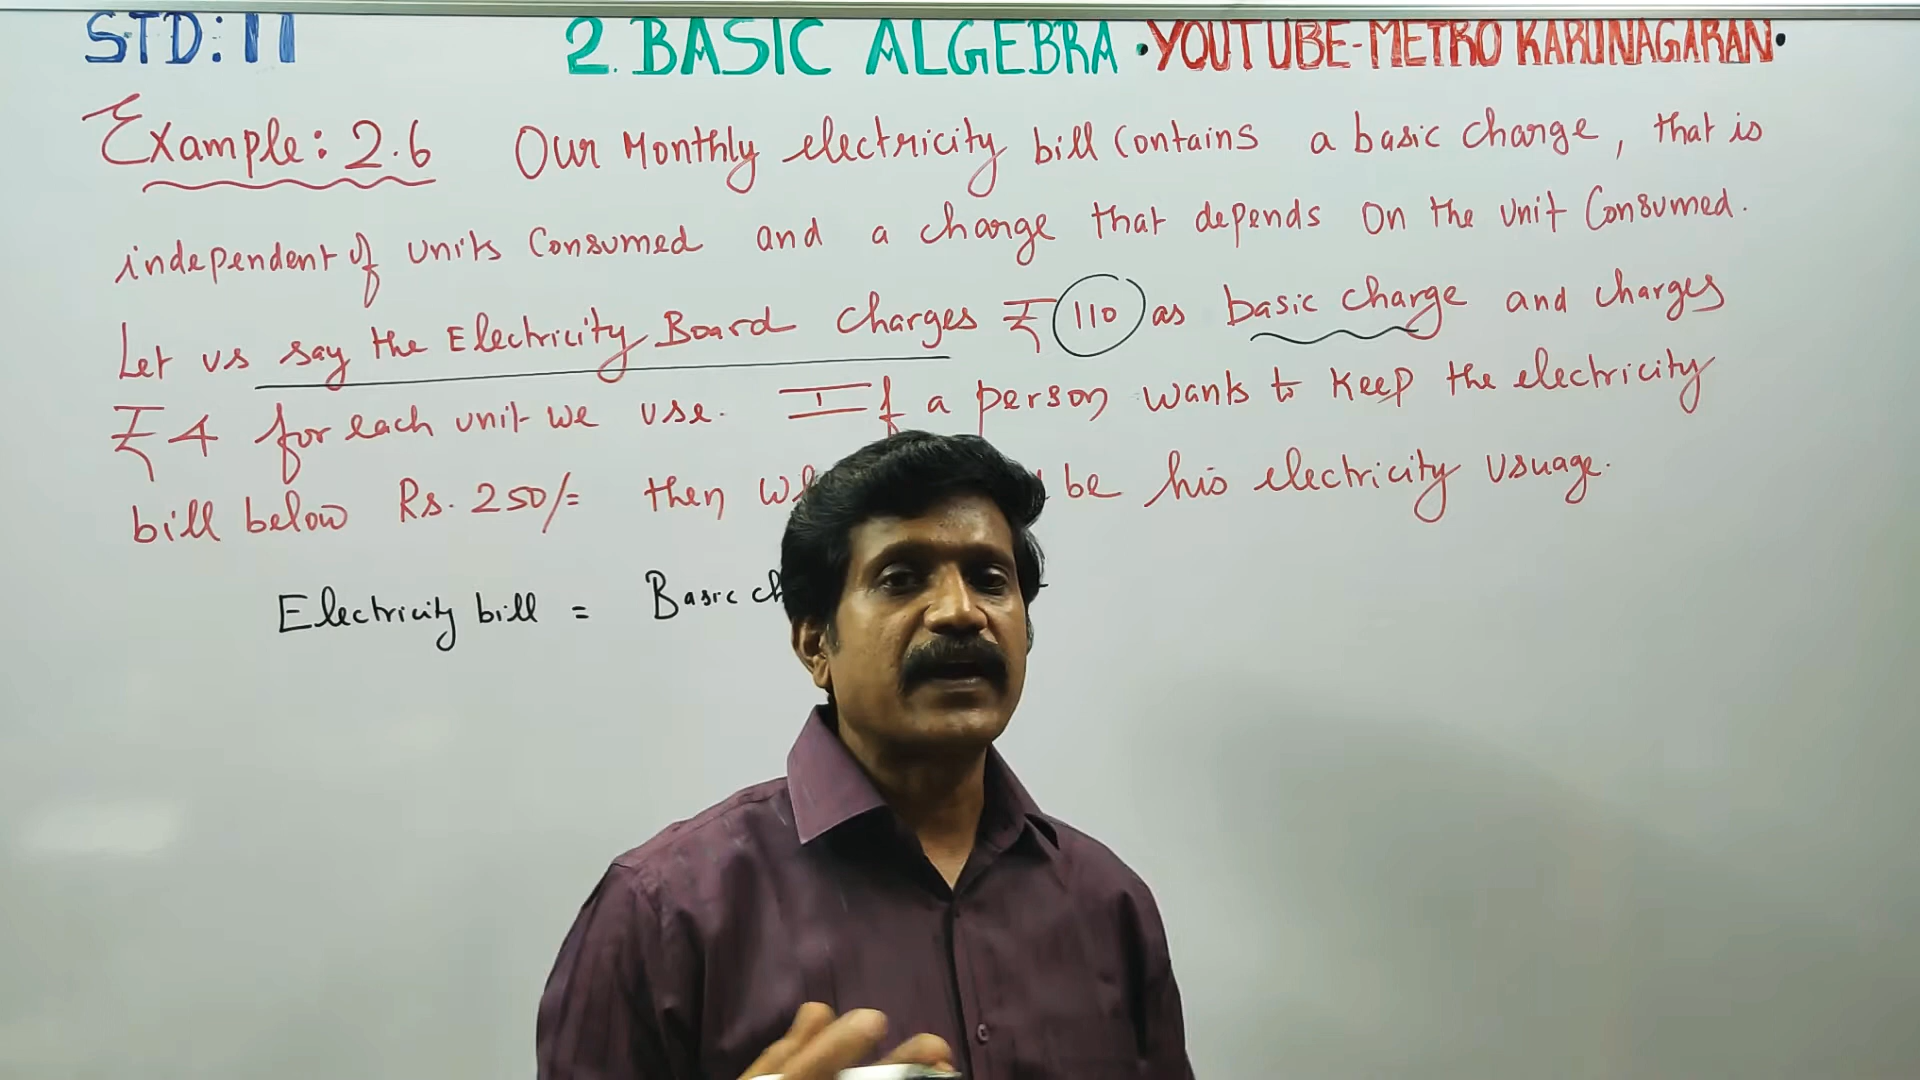 STD: 11 2. BASIC ALGEBRA · YOUTUBE-METRO KARUNAGARAN·
Example: 2.6 Our Monthly electricity bill Contains a basic charge, that is
independent of units Consumed and a charge that depends On the unit Consumed.
Let us say the Electricity Board charges ₹ 110 as basic charge and charges
₹ 4 for each unit we use. If a person wants to keep the electricity
bill below Rs. 250/= then be his electricity usuage.
Electricity bill = Basic